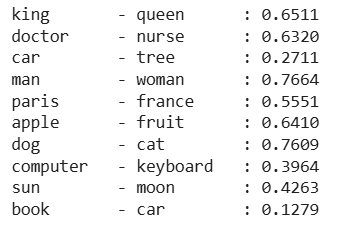 king - queen : 0.6511
doctor - nurse : 0.6320
car - tree : 0.2711
man - woman : 0.7664
paris - france : 0.5551
apple - fruit : 0.6410
dog - cat : 0.7609
computer - keyboard : 0.3964
sun - moon : 0.4263
book - car : 0.1279